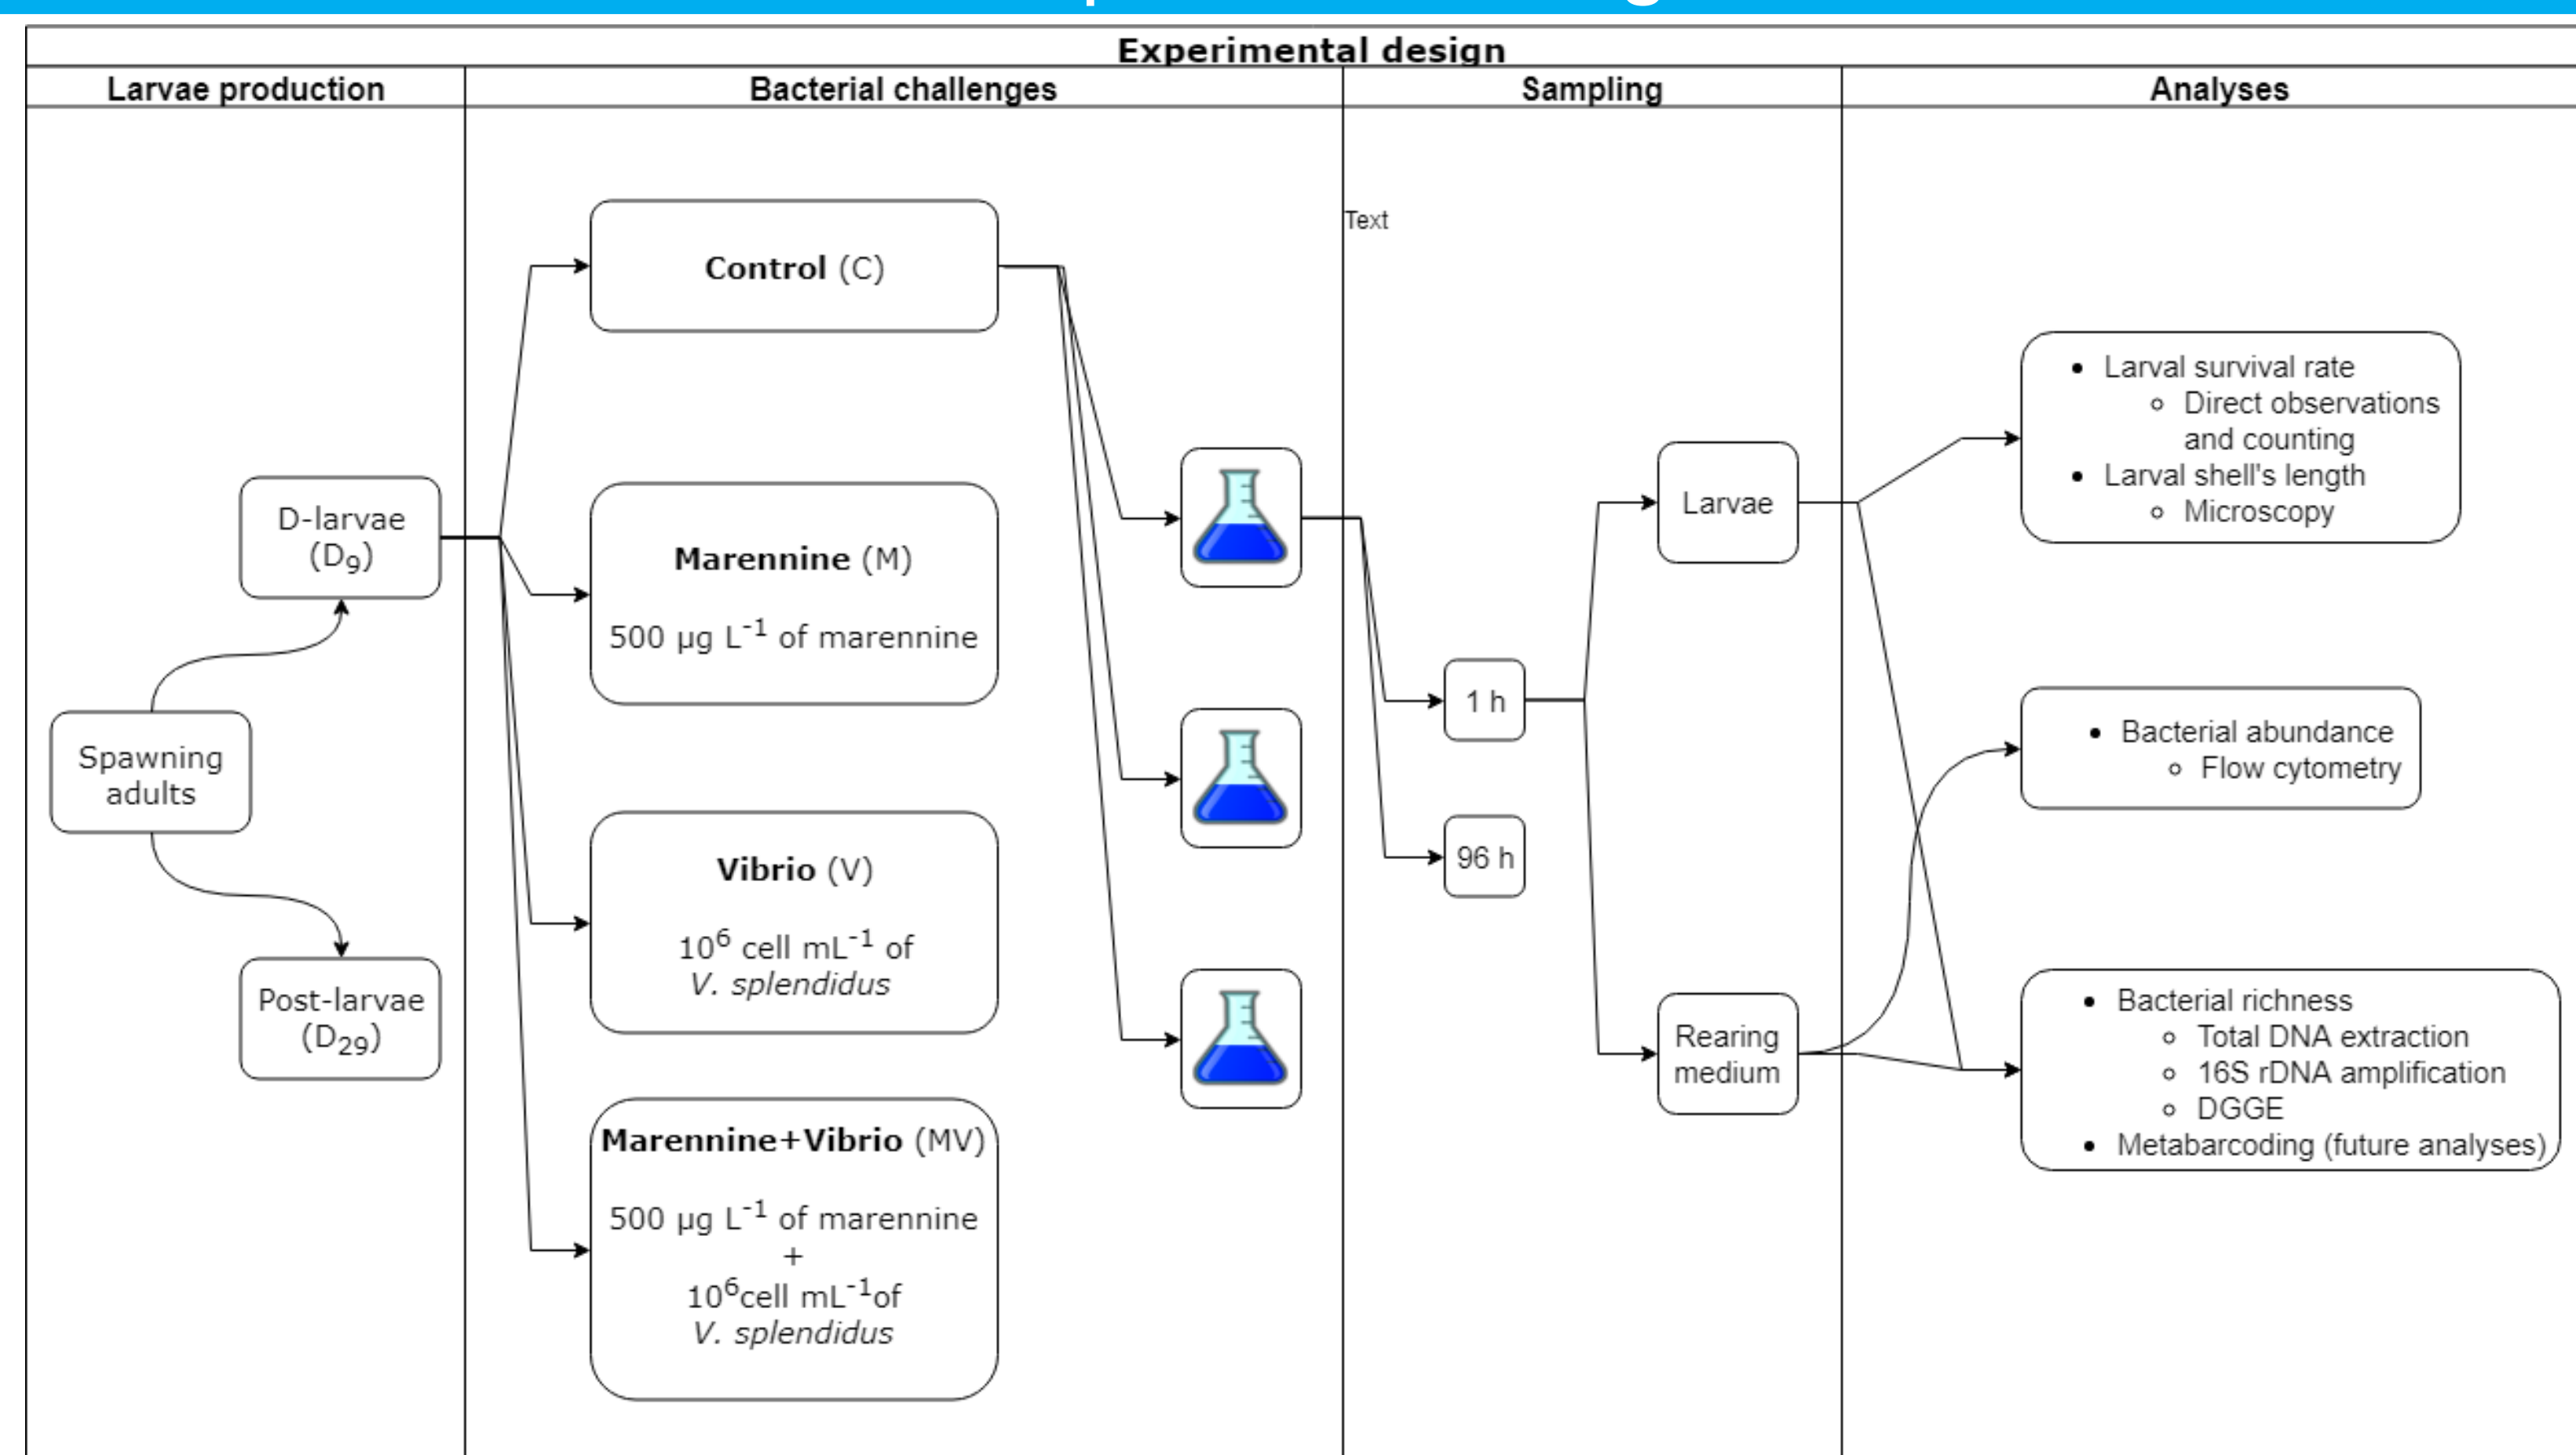 Experimental design
Larvae production
Bacterial challenges
Sampling
Analyses
Spawning
adults
D-larvae
(D₉)
Post-larvae
(D₂₉)
Control (C)
Marennine (M)
500 µg L⁻¹ of marennine
Vibrio (V)
10⁶ cell mL⁻¹ of
V. splendidus
Marennine+Vibrio (MV)
500 µg L⁻¹ of marennine
+
10⁶cell mL⁻¹of
V. splendidus
Text
1 h
96 h
Larvae
Rearing
medium
• Larval survival rate
∘ Direct observations
and counting
• Larval shell's length
∘ Microscopy
• Bacterial abundance
∘ Flow cytometry
• Bacterial richness
∘ Total DNA extraction
∘ 16S rDNA amplification
∘ DGGE
• Metabarcoding (future analyses)